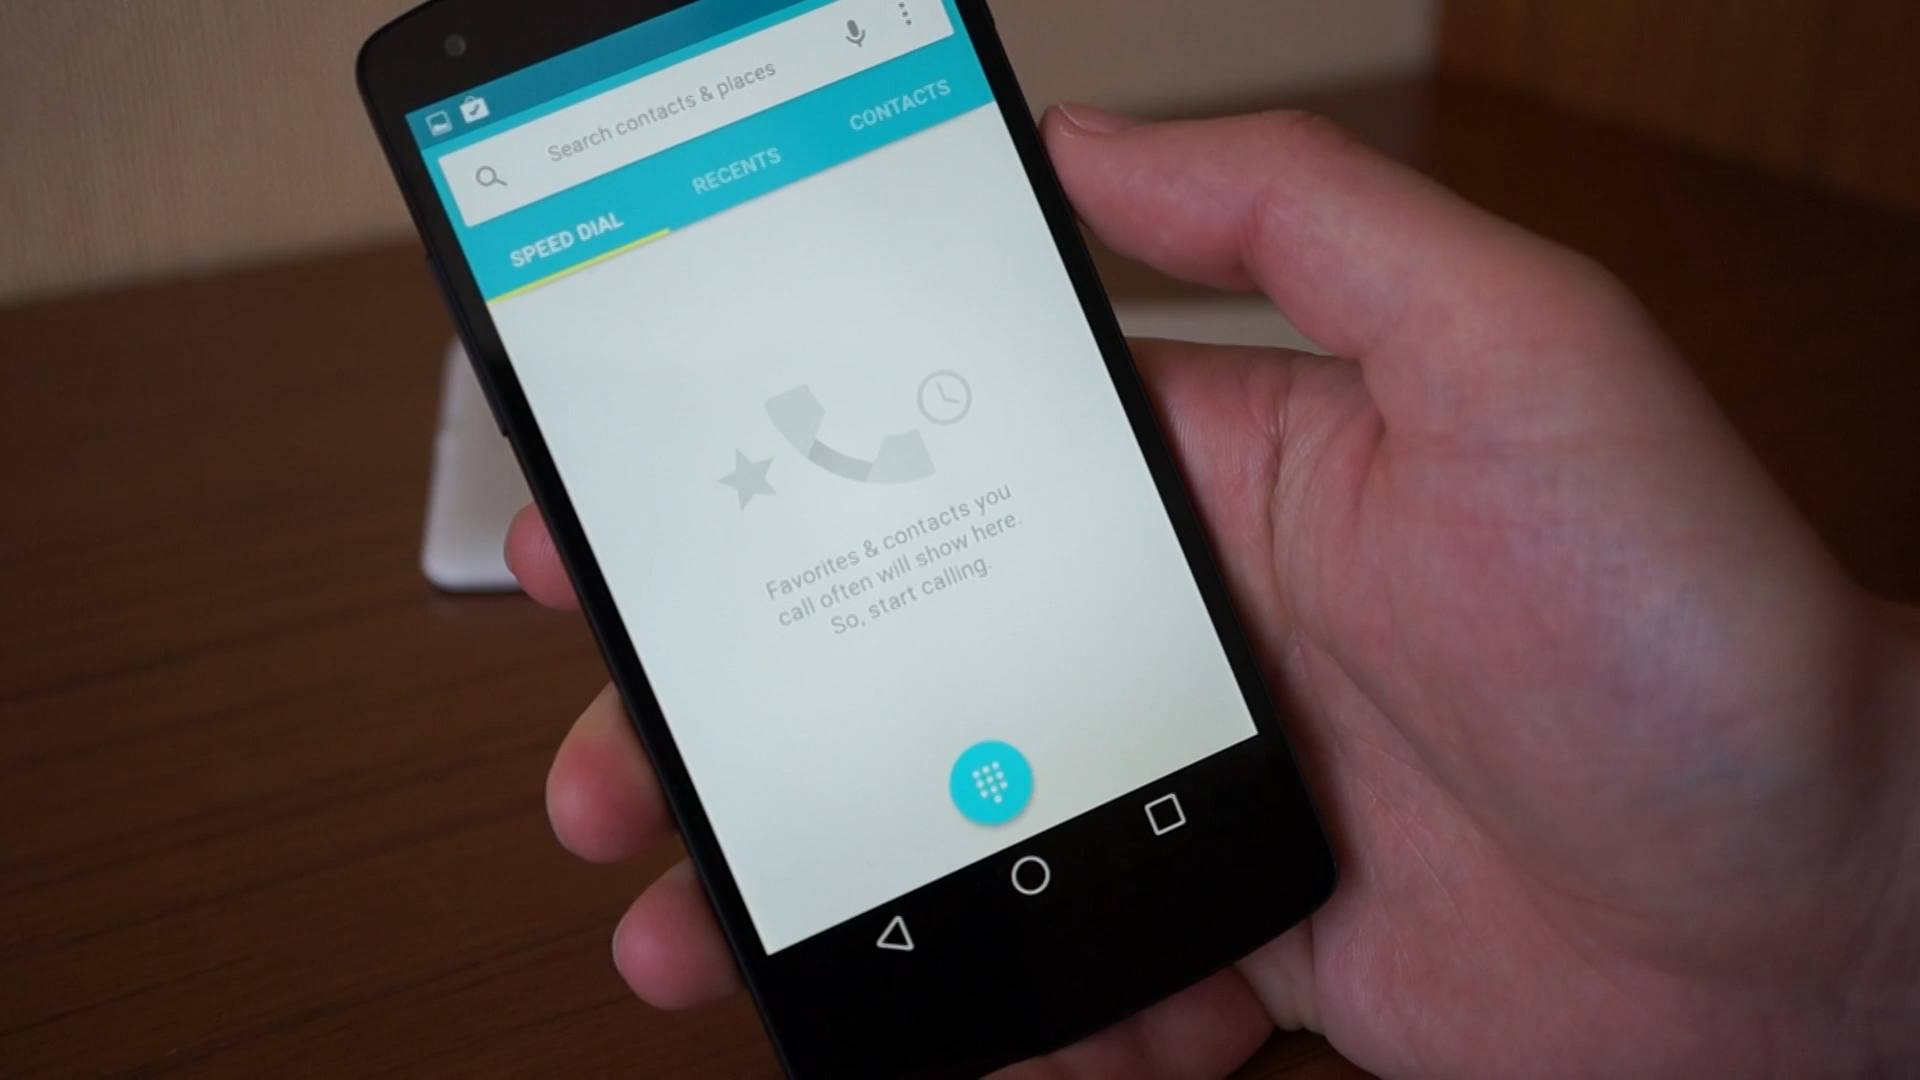 Search contacts & places
SPEED DIAL
RECENTS
CONTACTS
Favorites & contacts you
call often will show here.
So, start calling.